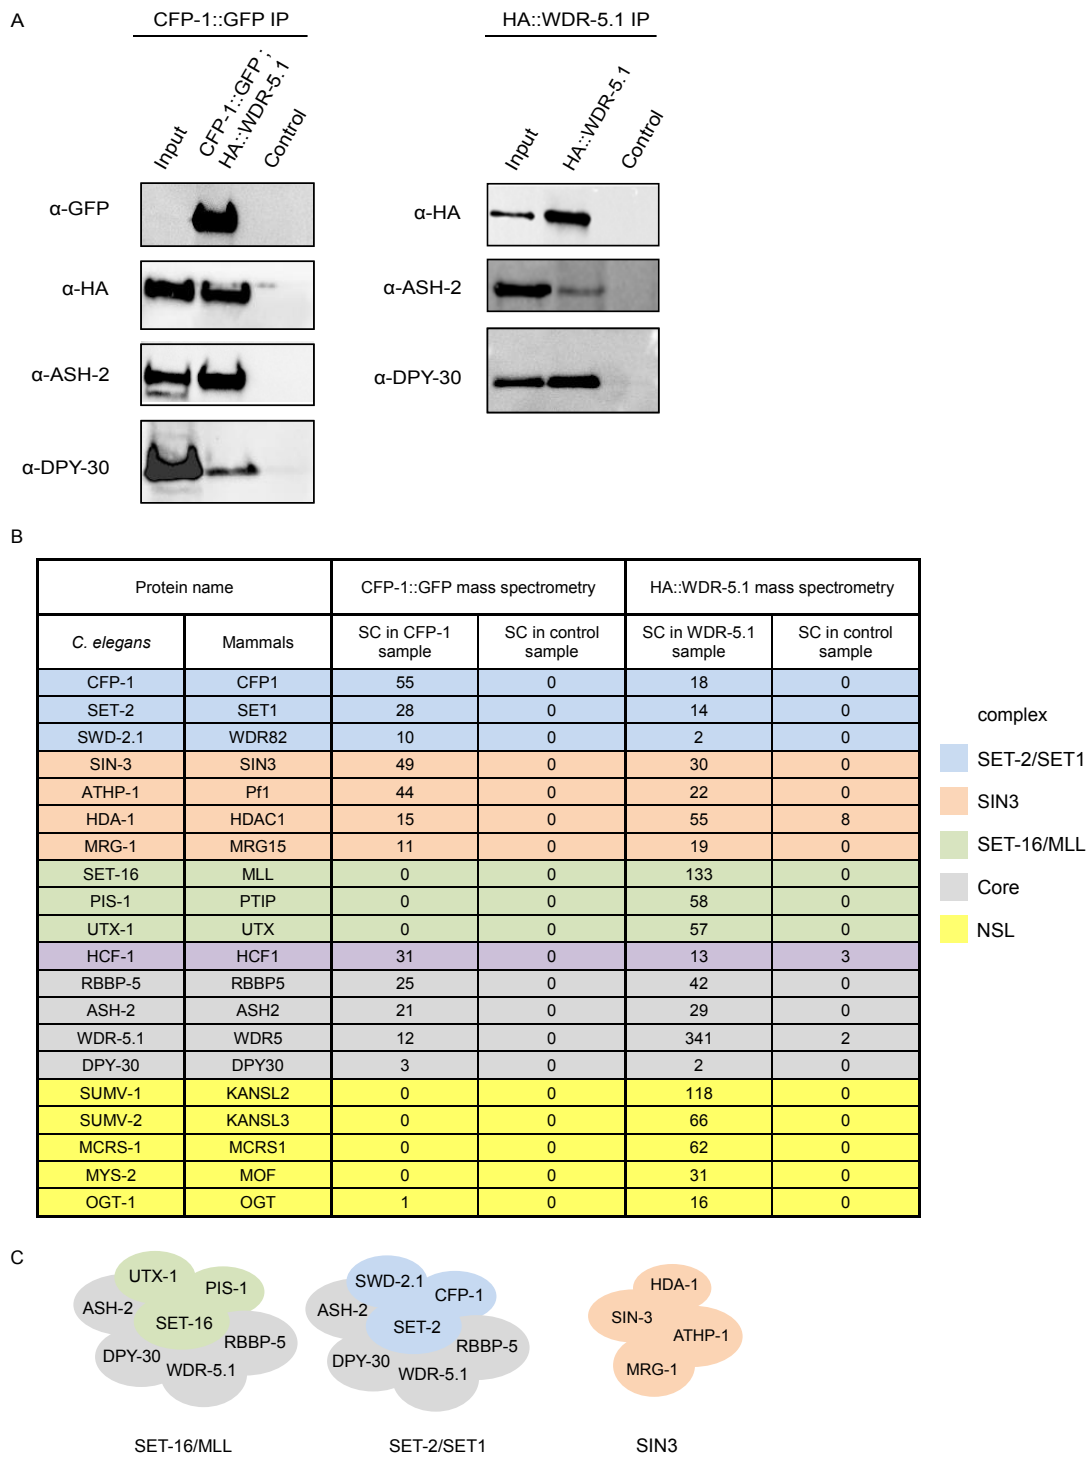 A
CFP-1::GFP IP
HA::WDR-5.1 IP
Input
CFP-1::GFP ;
HA::WDR-5.1
Control
Input
HA::WDR-5.1
Control
α-GFP
α-HA
α-ASH-2
α-DPY-30
α-HA
α-ASH-2
α-DPY-30
B
Protein name CFP-1::GFP mass spectrometry HA::WDR-5.1 mass spectrometry
C. elegans Mammals SC in CFP-1 sample SC in control sample SC in WDR-5.1 sample SC in control sample
CFP-1 CFP1 55 0 18 0
SET-2 SET1 28 0 14 0
SWD-2.1 WDR82 10 0 2 0
SIN-3 SIN3 49 0 30 0
ATHP-1 Pf1 44 0 22 0
HDA-1 HDAC1 15 0 55 8
MRG-1 MRG15 11 0 19 0
SET-16 MLL 0 0 133 0
PIS-1 PTIP 0 0 58 0
UTX-1 UTX 0 0 57 0
HCF-1 HCF1 31 0 13 3
RBBP-5 RBBP5 25 0 42 0
ASH-2 ASH2 21 0 29 0
WDR-5.1 WDR5 12 0 341 2
DPY-30 DPY30 3 0 2 0
SUMV-1 KANSL2 0 0 118 0
SUMV-2 KANSL3 0 0 66 0
MCRS-1 MCRS1 0 0 62 0
MYS-2 MOF 0 0 31 0
OGT-1 OGT 1 0 16 0
complex
SET-2/SET1
SIN3
SET-16/MLL
Core
NSL
C
UTX-1
PIS-1
ASH-2
SET-16
RBBP-5
DPY-30
WDR-5.1
SET-16/MLL
SWD-2.1
CFP-1
ASH-2
SET-2
RBBP-5
DPY-30
WDR-5.1
SET-2/SET1
HDA-1
SIN-3
ATHP-1
MRG-1
SIN3